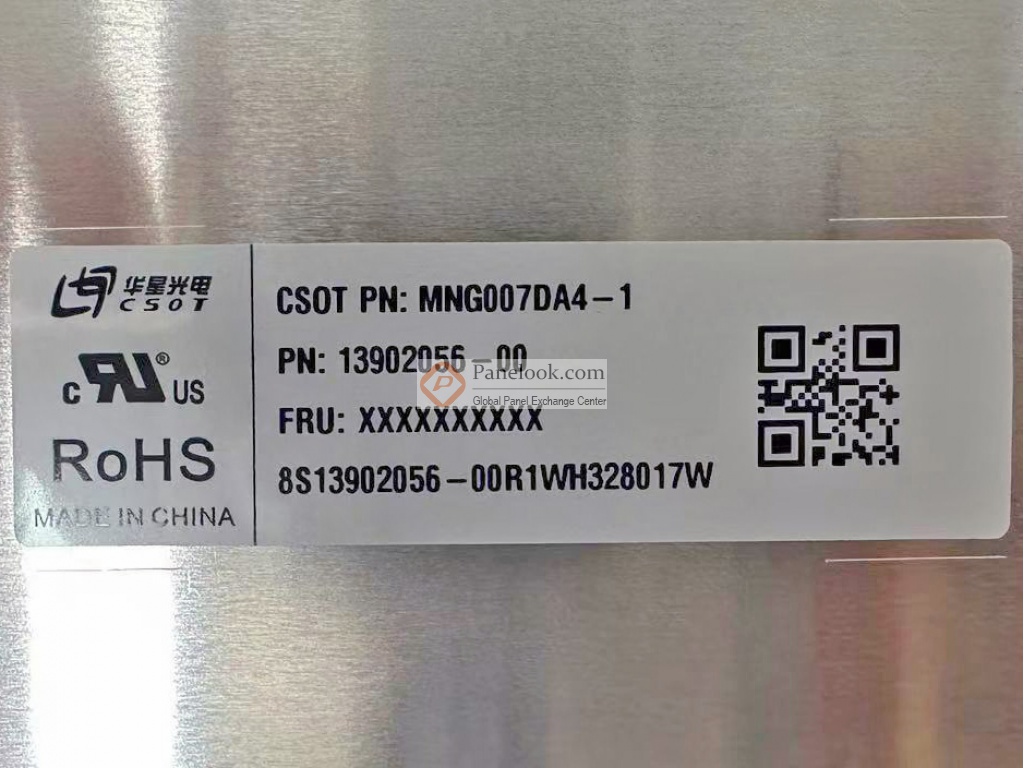 华星光电
CSOT
c RU® US
RoHS
MADE IN CHINA
CSOT PN: MNG007DA4-1
PN: 13902056-00
FRU: XXXXXXXXXX
8S13902056-00R1WH328017W
Panelook.com
Global Panel Exchange Center